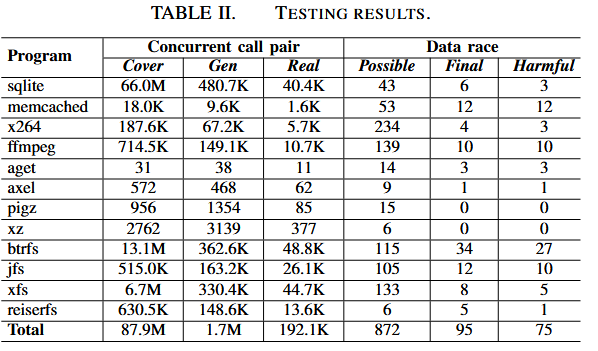 TABLE II. TESTING RESULTS.
Program Concurrent call pair Data race
Cover Gen Real Possible Final Harmful
sqlite 66.0M 480.7K 40.4K 43 6 3
memcached 18.0K 9.6K 1.6K 53 12 12
x264 187.6K 67.2K 5.7K 234 4 3
ffmpeg 714.5K 149.1K 10.7K 139 10 10
aget 31 38 11 14 3 3
axel 572 468 62 9 1 1
pigz 956 1354 85 15 0 0
xz 2762 3139 377 6 0 0
btrfs 13.1M 362.6K 48.8K 115 34 27
jfs 515.0K 163.2K 26.1K 105 12 10
xfs 6.7M 330.4K 44.7K 133 8 5
reiserfs 630.5K 148.6K 13.6K 6 5 1
Total 87.9M 1.7M 192.1K 872 95 75